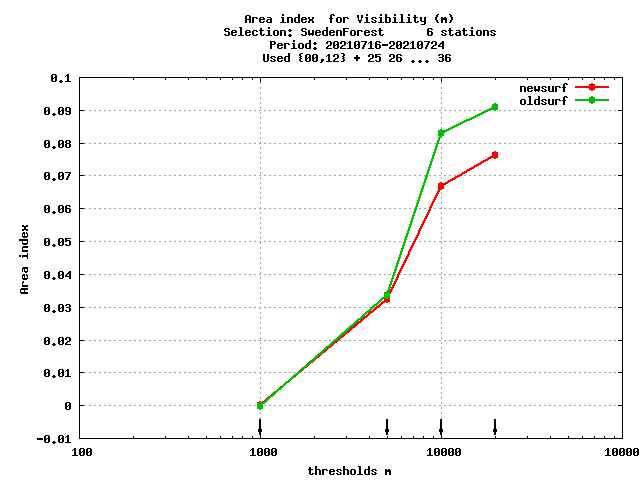 Area index  for Visibility (m)
Selection: SwedenForest      6 stations
Period: 20210716-20210724
Used {00,12} + 25 26 ... 36
newsurf
oldsurf
0.1
0.09
0.08
0.07
0.06
0.05
0.04
0.03
0.02
0.01
0
-0.01
Area index
100
1000
10000
100000
thresholds m